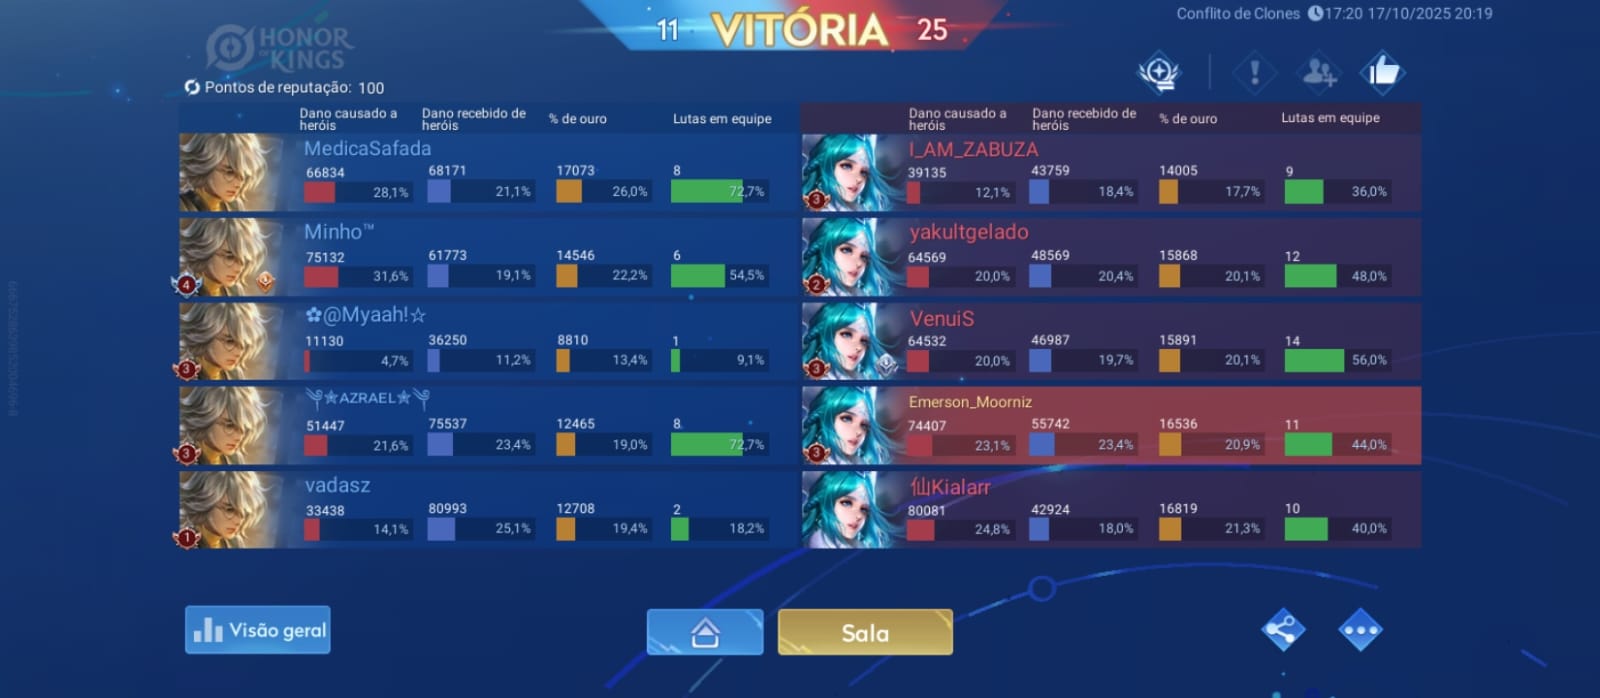 11 VITÓRIA 25
Conflito de Clones 17:20 17/10/2025 20:19
HONOR OF KINGS
Pontos de reputação: 100
Dano causado a heróis Dano recebido de heróis % de ouro Lutas em equipe
MedicaSafada
66834 68171 17073 8
28,1% 21,1% 26,0% 72,7%
Minho™
75132 61773 14546 6
31,6% 19,1% 22,2% 54,5%
4
✿@Myaah!☆
11130 36250 8810 1
4,7% 11,2% 13,4% 9,1%
3
༒✮AZRAEL✮༒
51447 75537 12465 8
21,6% 23,4% 19,0% 72,7%
3
vadasz
33438 80993 12708 2
14,1% 25,1% 19,4% 18,2%
1
Dano causado a heróis Dano recebido de heróis % de ouro Lutas em equipe
I_AM_ZABUZA
39135 43759 14005 9
12,1% 18,4% 17,7% 36,0%
3
yakultgelado
64569 48569 15868 12
20,0% 20,4% 20,1% 48,0%
2
VenuiS
64532 46987 15891 14
20,0% 19,7% 20,1% 56,0%
3
Emerson_Moorniz
74407 55742 16536 11
23,1% 23,4% 20,9% 44,0%
3
仙Kialarr
80081 42924 16819 10
24,8% 18,0% 21,3% 40,0%
Visão geral
Sala